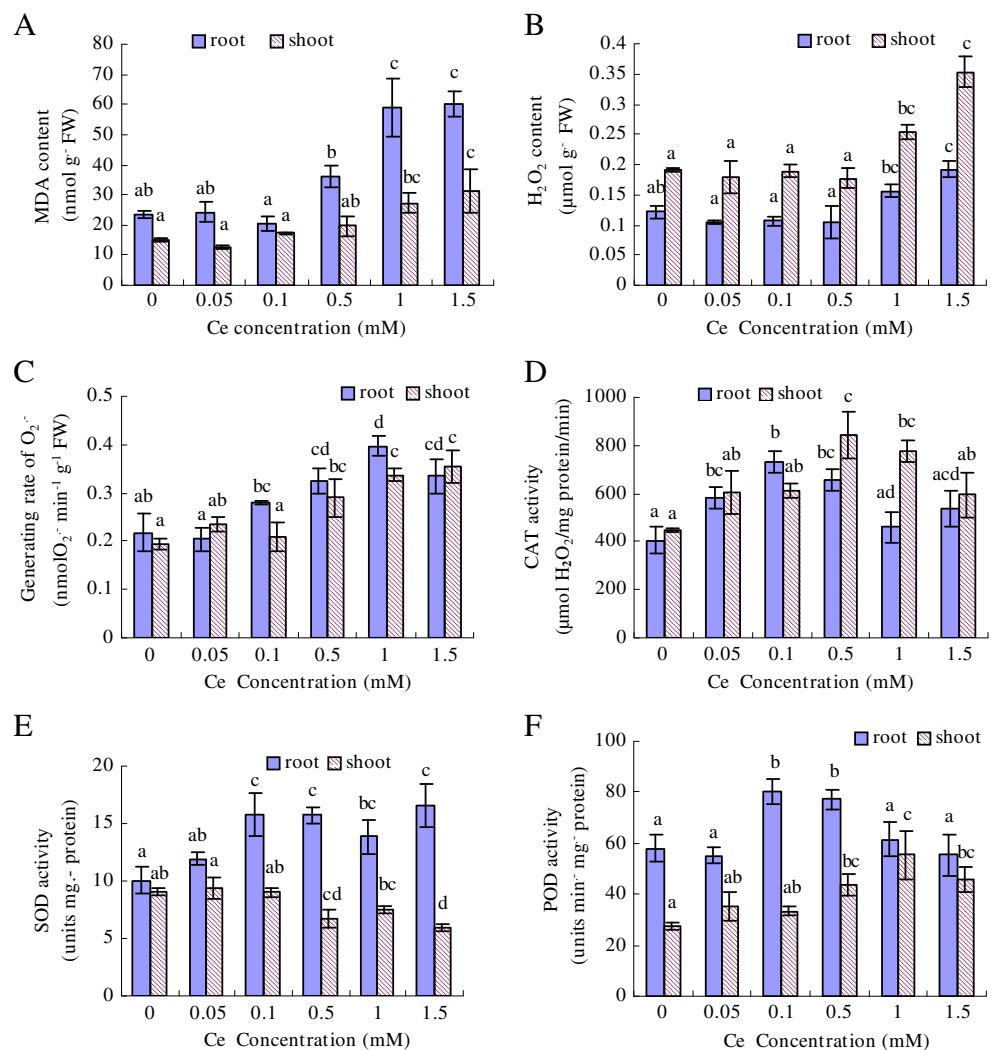 A
root shoot
MDA content
(nmol g⁻ FW)
80
70
60
50
40
30
20
10
0
ab a ab a a a b ab c bc c c
0 0.05 0.1 0.5 1 1.5
Ce concentration (mM)
B
root shoot
H₂O₂ content
(μmol g⁻ FW)
0.4
0.35
0.3
0.25
0.2
0.15
0.1
0.05
0
ab a a a a a a a bc bc c c
0 0.05 0.1 0.5 1 1.5
Ce Concentration (mM)
C
root shoot
Generating rate of O₂·⁻
(nmolO₂·⁻ min⁻¹ g⁻¹ FW)
0.5
0.4
0.3
0.2
0.1
0
ab a a ab bc a cd bc d c cd c
0 0.05 0.1 0.5 1 1.5
Ce Concentration (mM)
D
root shoot
CAT activity
(μmol H₂O₂/mg protein/min)
1000
800
600
400
200
0
a a bc ab b ab bc c ad bc acd ab
0 0.05 0.1 0.5 1 1.5
Ce Concentration (mM)
E
root shoot
SOD activity
(units mg.- protein)
20
15
10
5
0
a ab ab a c ab c cd bc bc c d
0 0.05 0.1 0.5 1 1.5
Ce Concentration (mM)
F
root shoot
POD activity
(units min⁻ mg⁻ protein)
100
80
60
40
20
0
a a a ab b ab b bc a c a bc
0 0.05 0.1 0.5 1 1.5
Ce Concentration (mM)